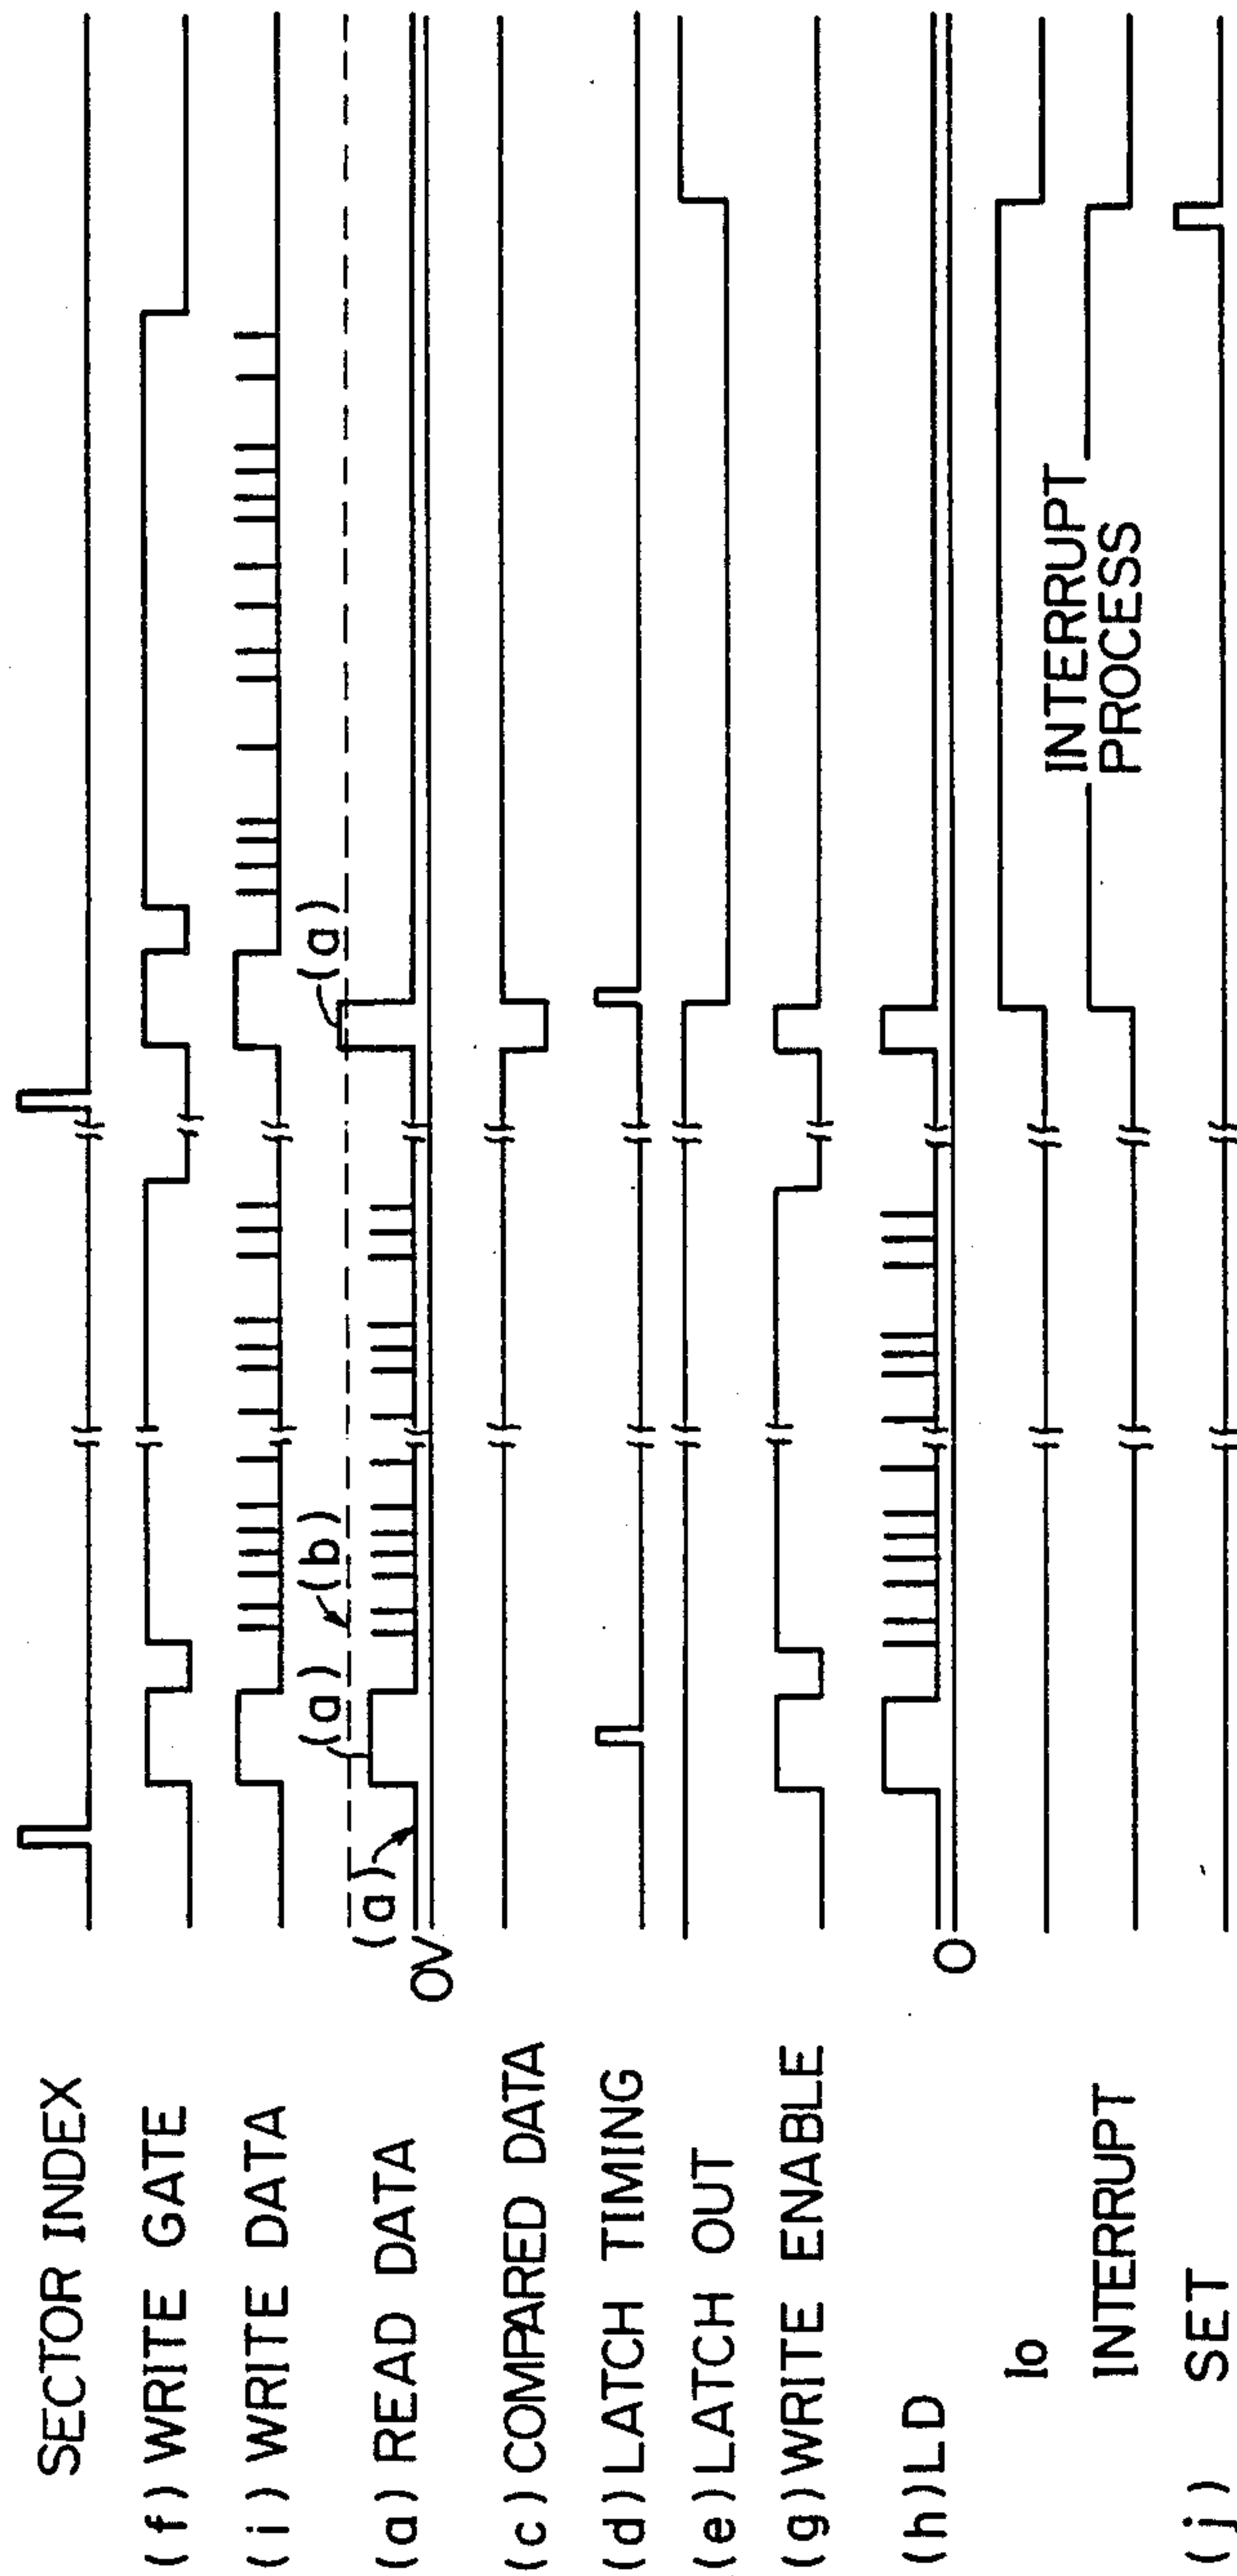 SECTOR INDEX
(f) WRITE GATE
(i) WRITE DATA
(a) READ DATA
(a)
0V
(a)
(b)
(a)
(c) COMPARED DATA
(d) LATCH TIMING
(e) LATCH OUT
(g) WRITE ENABLE
(h) LD
0
Io
INTERRUPT
INTERRUPT
PROCESS
(j) SET